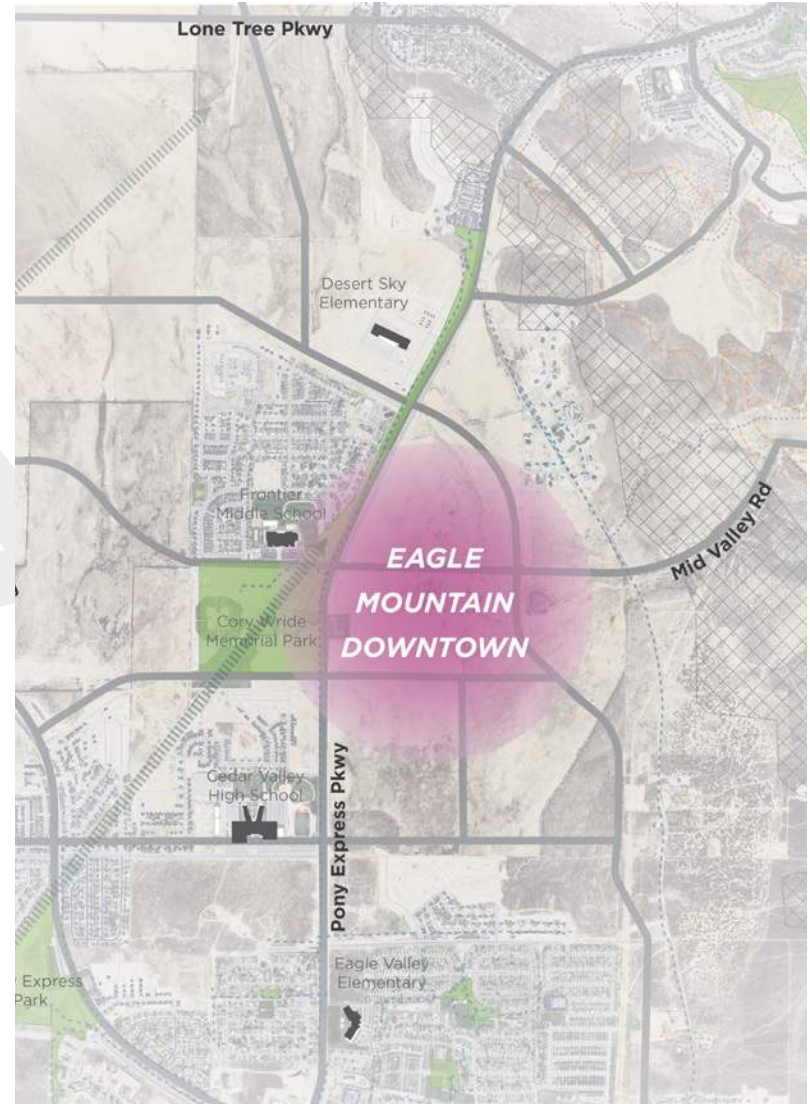 Lone Tree Pkwy
Desert Sky
Elementary
Frontier
Middle School
EAGLE
MOUNTAIN
DOWNTOWN
Mid Valley Rd
Cory Wride
Memorial Park
Cedar Valley
High School
Pony Express Pkwy
Eagle Valley
Elementary
Express
Park